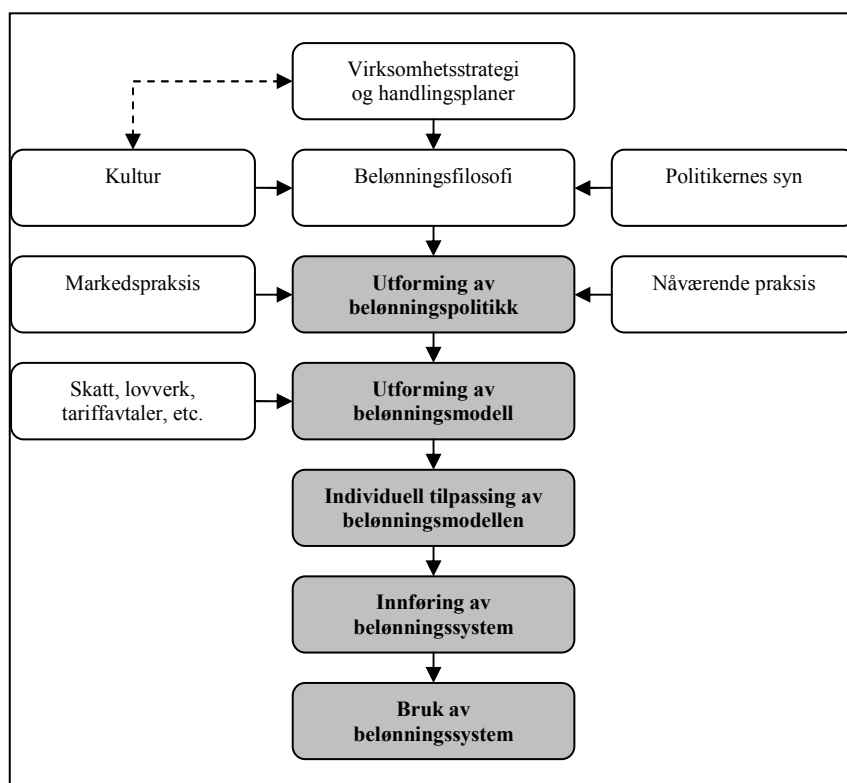 Virksomhetsstrategi
og handlingsplaner
Kultur
Belønningsfilosofi
Politikernes syn
Markedspraksis
Utforming av
belønningspolitikk
Nåværende praksis
Skatt, lovverk,
tariffavtaler, etc.
Utforming av
belønningsmodell
Individuell tilpassing av
belønningsmodellen
Innføring av
belønningssystem
Bruk av
belønningssystem